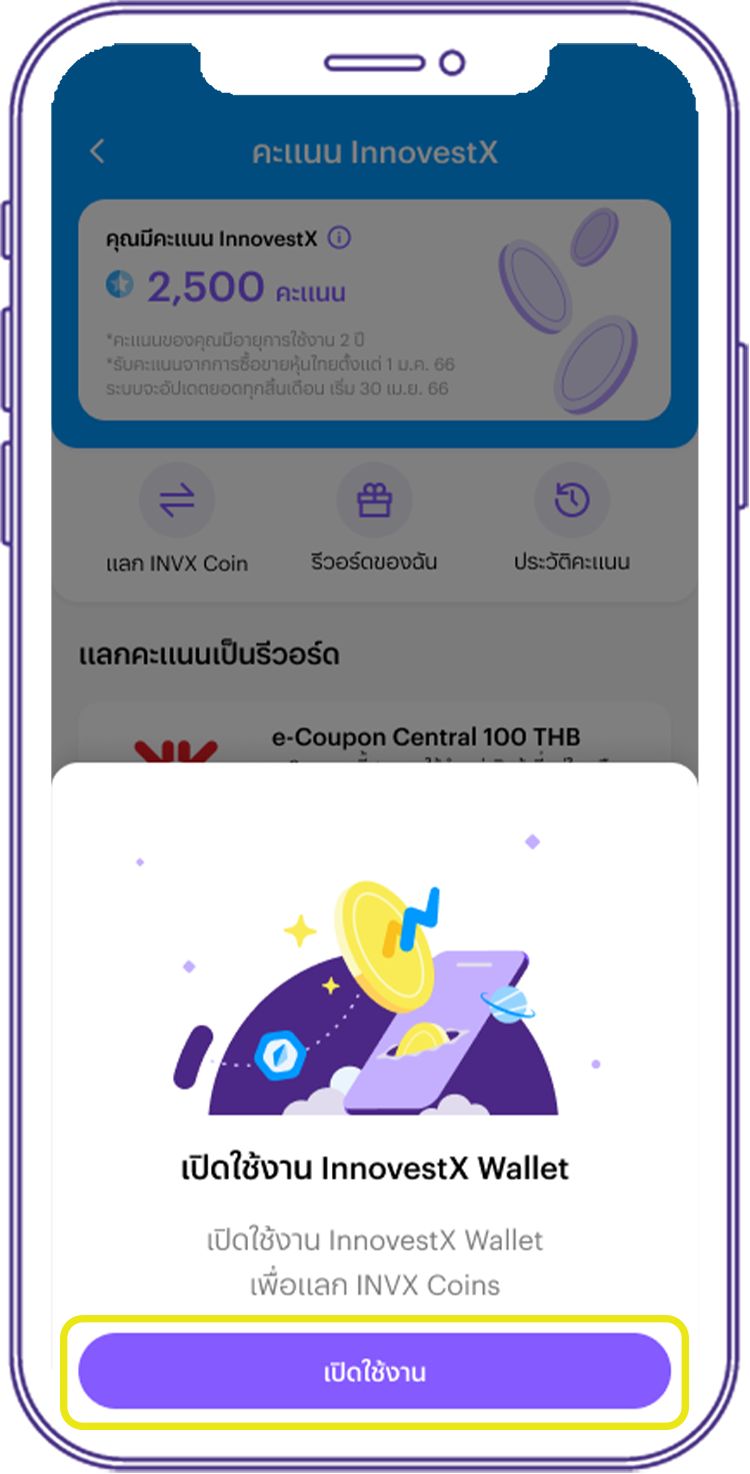 คะแนน InnovestX
คุณมีคะแนน InnovestX
2,500 คะแนน
*คะแนนของคุณมีอายุการใช้งาน 2 ปี
*รับคะแนนจากการซื้อขายหุ้นไทยตั้งแต่ 1 ม.ค. 66
ระบบจะอัปเดตยอดทุกสิ้นเดือน เริ่ม 30 เม.ย. 66
แลก INVX Coin
รีวอร์ดของฉัน
ประวัติคะแนน
แลกคะแนนเป็นรีวอร์ด
e-Coupon Central 100 THB
เปิดใช้งาน InnovestX Wallet
เปิดใช้งาน InnovestX Wallet
เพื่อแลก INVX Coins
เปิดใช้งาน